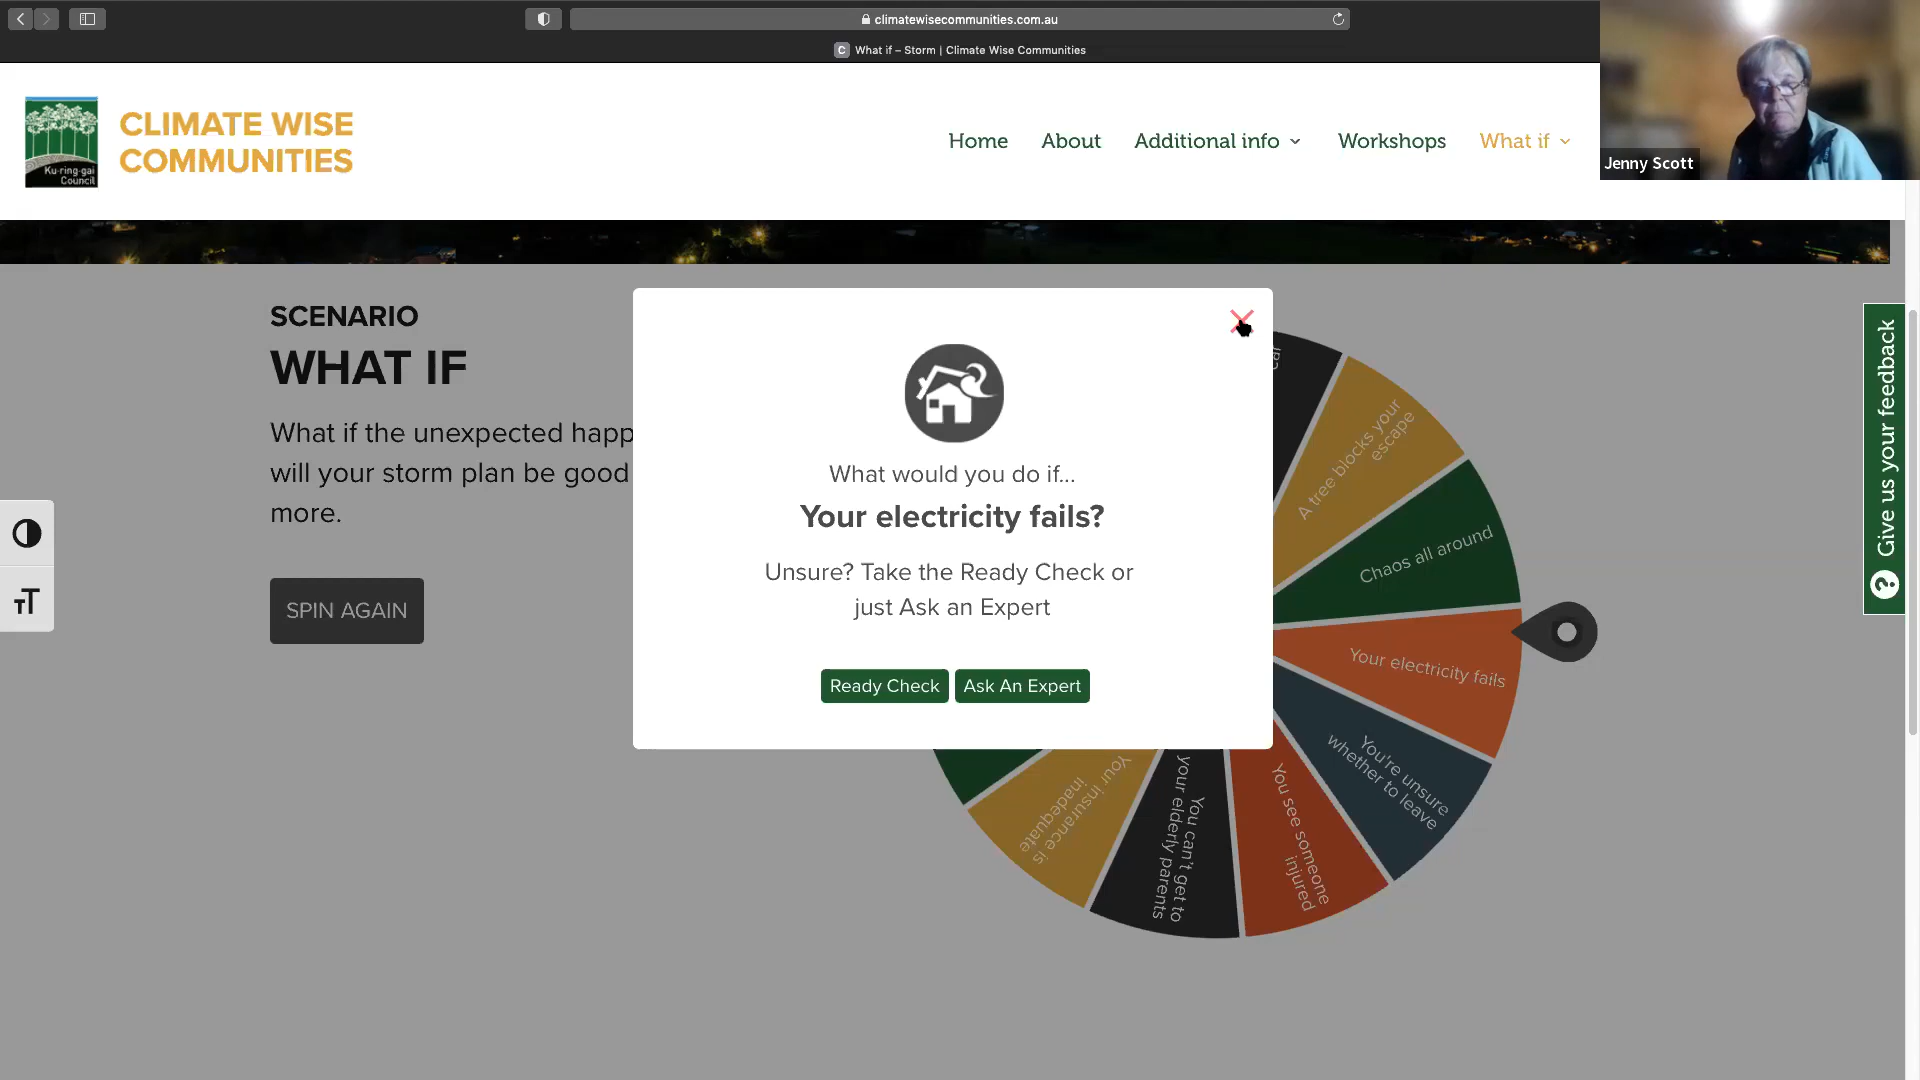 climatewisecommunities.com.au
C What if – Storm | Climate Wise Communities
Jenny Scott
Ku-ring-gai
Council
CLIMATE WISE
COMMUNITIES
Home
About
Additional info
Workshops
What if
SCENARIO
WHAT IF
What if the unexpected happ
will your storm plan be good
more.
SPIN AGAIN
What would you do if...
Your electricity fails?
Unsure? Take the Ready Check or
just Ask an Expert
Ready Check
Ask An Expert
A tree blocks your
escape
Chaos all around
Your electricity fails
You're unsure
whether to leave
You see someone
injured
You can't get to
your elderly parents
Your insurance is
inadequate
Give us your feedback